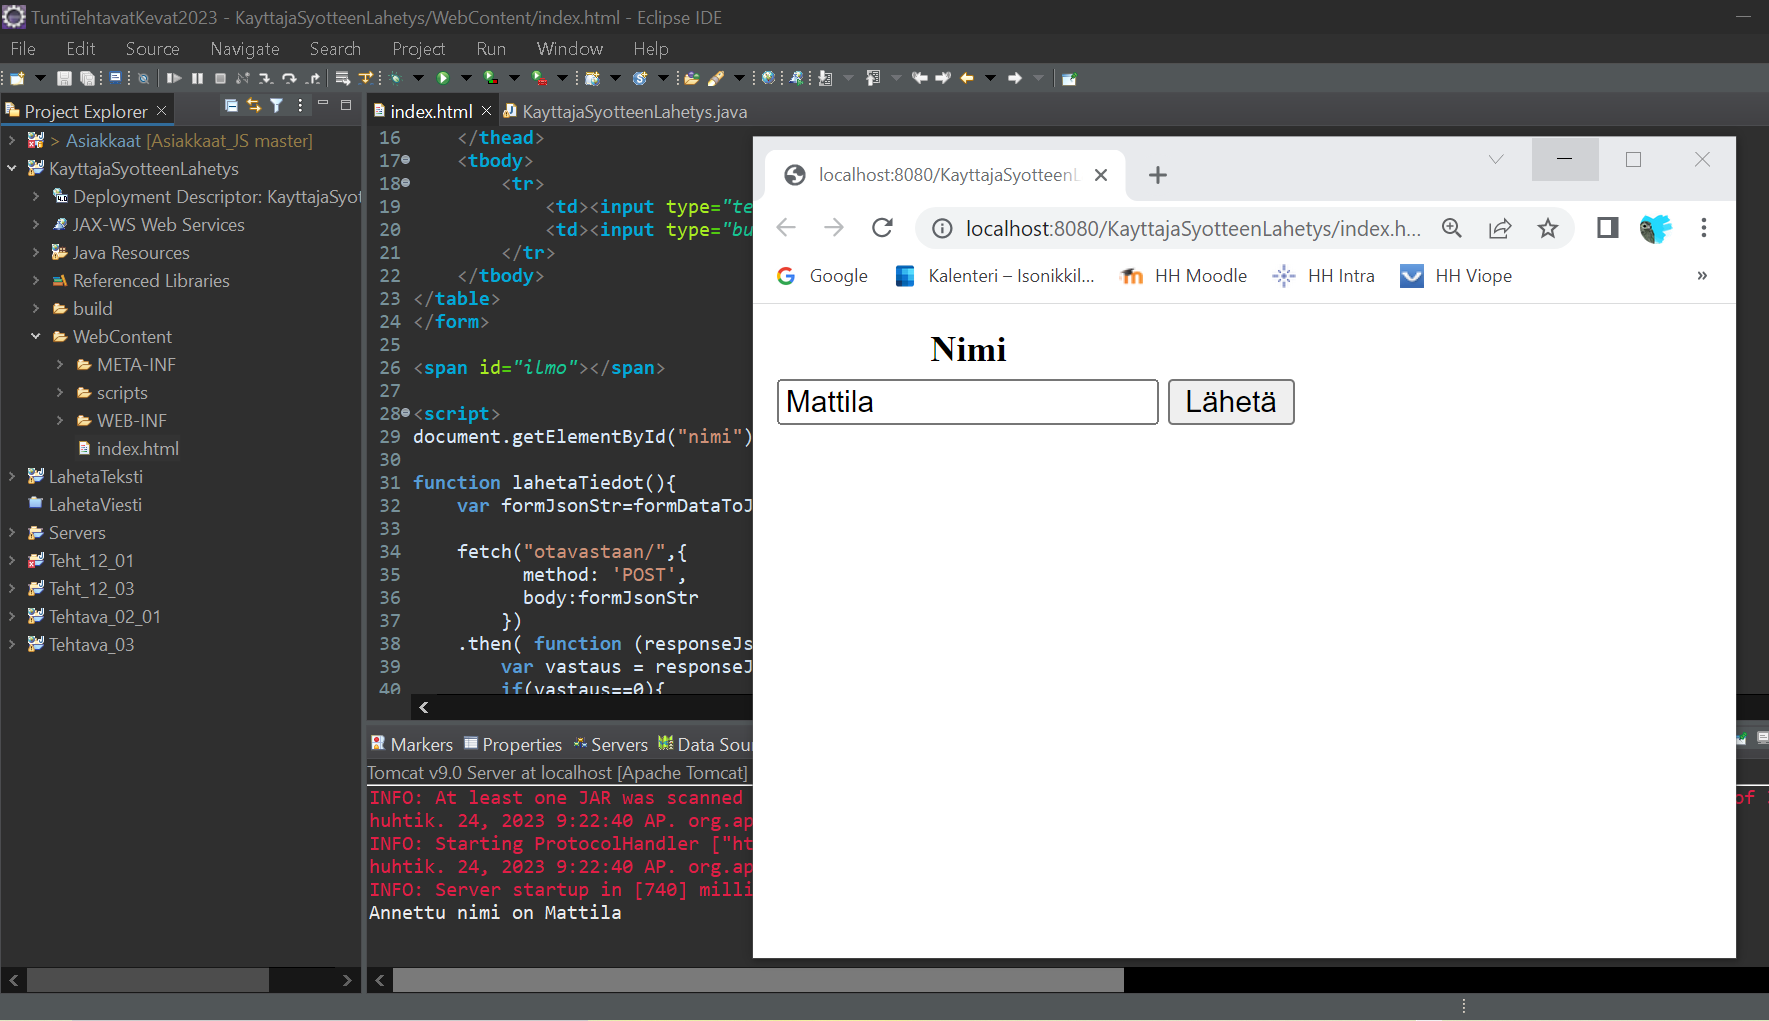 TuntiTehtavatKevat2023 - KayttajaSyotteenLahetys/WebContent/index.html - Eclipse IDE
File Edit Source Navigate Search Project Run Window Help
Project Explorer
> Asiakkaat [Asiakkaat_JS master]
KayttajaSyotteenLahetys
Deployment Descriptor: KayttajaSyot
JAX-WS Web Services
Java Resources
Referenced Libraries
build
WebContent
META-INF
scripts
WEB-INF
index.html
LahetaTeksti
LahetaViesti
Servers
Teht_12_01
Teht_12_03
Tehtava_02_01
Tehtava_03
index.html KayttajaSyotteenLahetys.java
16 </thead>
17 <tbody>
18 <tr>
19 <td><input type="te
20 <td><input type="bu
21 </tr>
22 </tbody>
23 </table>
24 </form>
25
26 <span id="ilmo"></span>
27
28 <script>
29 document.getElementById("nimi")
30
31 function lahetaTiedot(){
32 var formJsonStr=formDataToJ
33
34 fetch("otavastaan/",{
35 method: 'POST',
36 body:formJsonStr
37 })
38 .then( function (responseJs
39 var vastaus = responseJ
40 if(vastaus==0){
Markers Properties Servers Data Sou
Tomcat v9.0 Server at localhost [Apache Tomcat]
INFO: At least one JAR was scanned of
huhtik. 24, 2023 9:22:40 AP. org.ap
INFO: Starting ProtocolHandler ["ht
huhtik. 24, 2023 9:22:40 AP. org.ap
INFO: Server startup in [740] milli
Annettu nimi on Mattila
localhost:8080/KayttajaSyotteenL
localhost:8080/KayttajaSyotteenLahetys/index.h...
Google Kalenteri – Isonikkil... HH Moodle HH Intra HH Viope »
Nimi
Mattila Lähetä